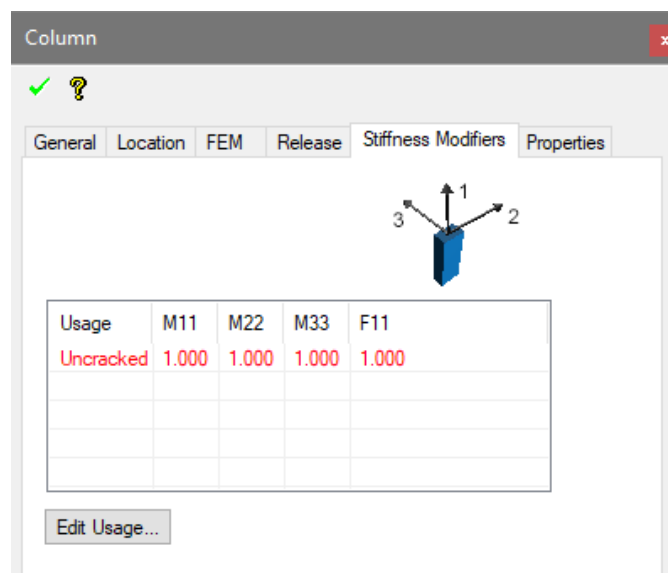 Column
x
?
General Location FEM Release Stiffness Modifiers Properties
1
3 2
Usage M11 M22 M33 F11
Uncracked 1.000 1.000 1.000 1.000
Edit Usage...